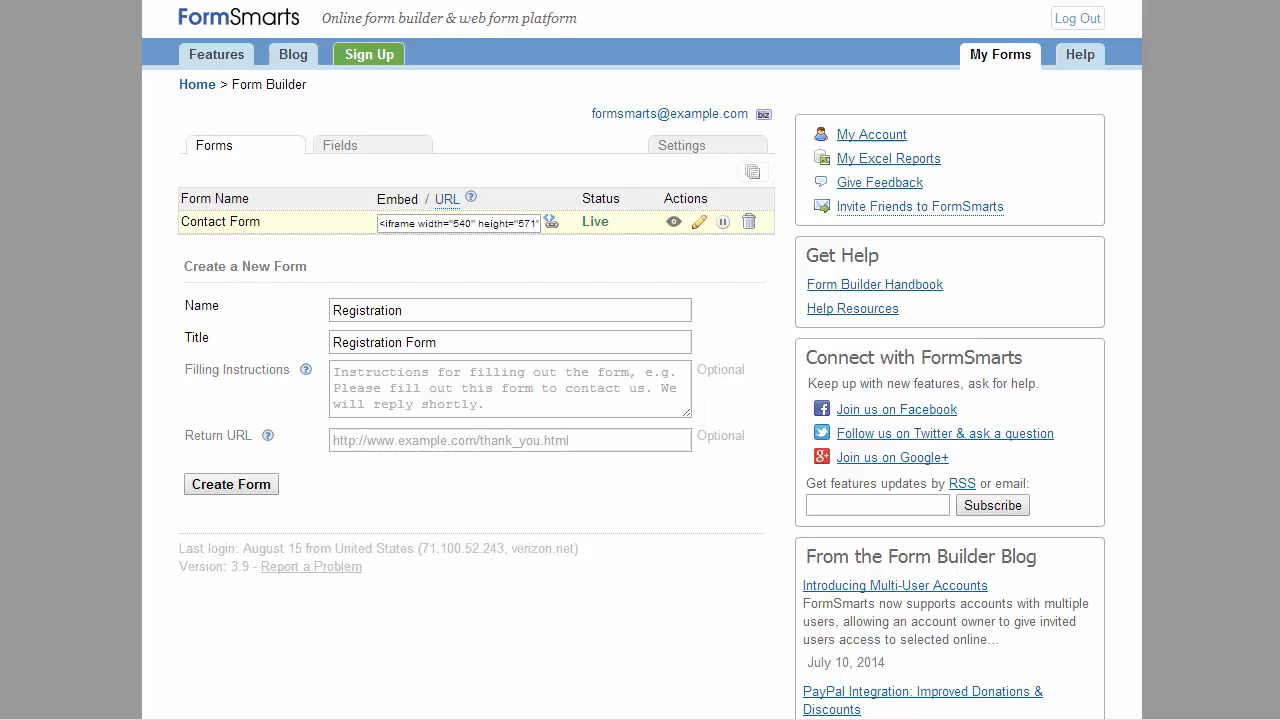 FormSmarts Online form builder & web form platform Log Out
Features Blog Sign Up My Forms Help
Home > Form Builder
formsmarts@example.com biz
Forms Fields Settings
Form Name Embed / URL ? Status Actions
Contact Form <iframe width="540" height="571" Live
Create a New Form
Name Registration
Title Registration Form
Filling Instructions ? Instructions for filling out the form, e.g. Optional
Please fill out this form to contact us. We
will reply shortly.
Return URL ? http://www.example.com/thank_you.html Optional
Create Form
Last login: August 15 from United States (71.100.52.243, verizon.net)
Version: 3.9 - Report a Problem
My Account
My Excel Reports
Give Feedback
Invite Friends to FormSmarts
Get Help
Form Builder Handbook
Help Resources
Connect with FormSmarts
Keep up with new features, ask for help.
Join us on Facebook
Follow us on Twitter & ask a question
Join us on Google+
Get features updates by RSS or email:
Subscribe
From the Form Builder Blog
Introducing Multi-User Accounts
FormSmarts now supports accounts with multiple
users, allowing an account owner to give invited
users access to selected online...
July 10, 2014
PayPal Integration: Improved Donations &
Discounts